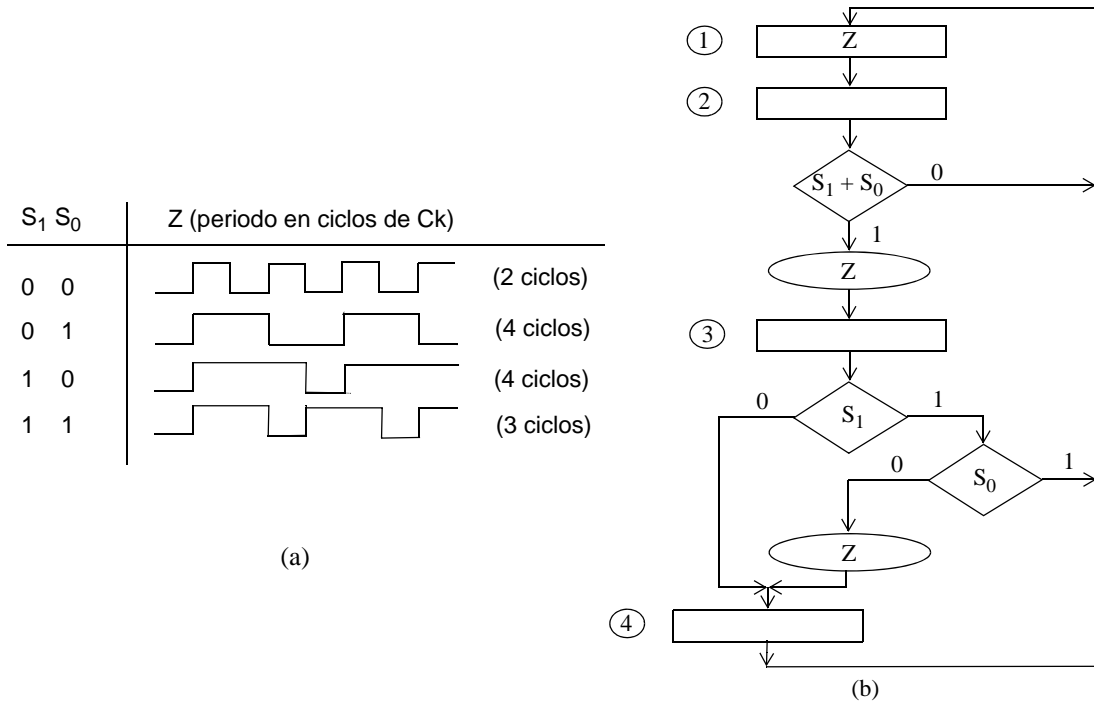 S1 S0 Z (periodo en ciclos de Ck)
0 0 (2 ciclos)
0 1 (4 ciclos)
1 0 (4 ciclos)
1 1 (3 ciclos)
(a)
1 Z
2
S1 + S0 0
1
Z
3
0 S1 1
0 S0 1
Z
4
(b)